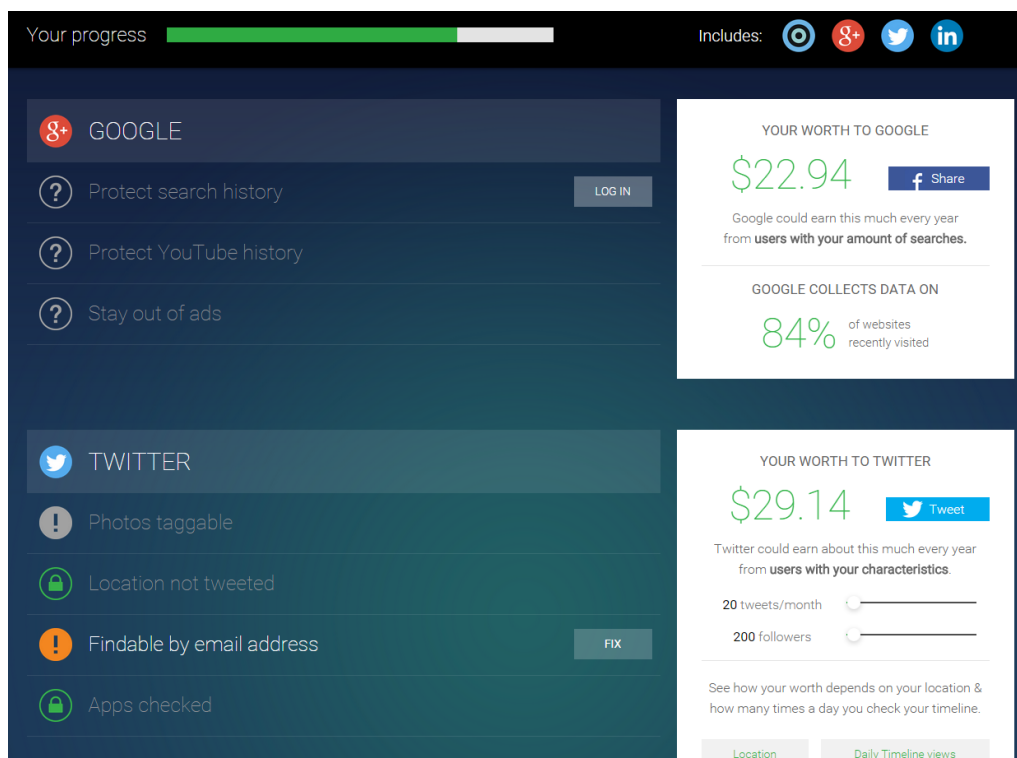 Your progress
Includes:
GOOGLE
Protect search history
LOG IN
Protect YouTube history
Stay out of ads
YOUR WORTH TO GOOGLE
$22.94
Share
Google could earn this much every year
from users with your amount of searches.
GOOGLE COLLECTS DATA ON
84%
of websites
recently visited
TWITTER
Photos taggable
Location not tweeted
Findable by email address
FIX
Apps checked
YOUR WORTH TO TWITTER
$29.14
Tweet
Twitter could earn about this much every year
from users with your characteristics.
20 tweets/month
200 followers
See how your worth depends on your location &
how many times a day you check your timeline.
Location
Daily Timeline views